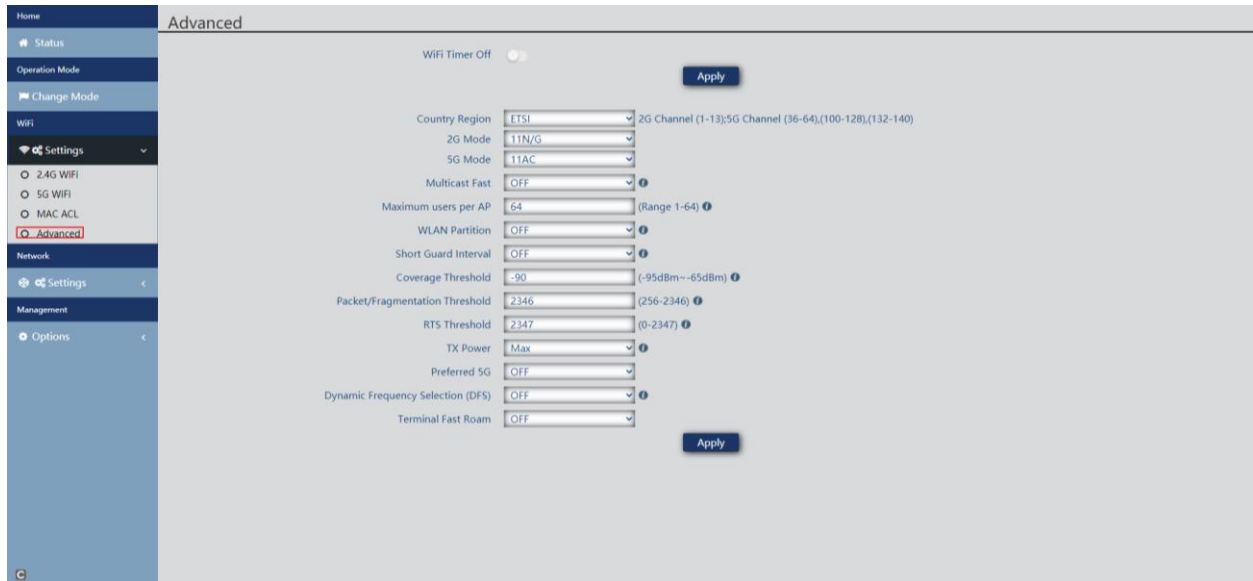 Home
Status
Operation Mode
Change Mode
WiFi
Settings
2.4G WIFI
5G WIFI
MAC ACL
Advanced
Network
Settings
Management
Options
Advanced
WiFi Timer Off
Apply
Country Region ETSI 2G Channel (1-13);5G Channel (36-64),(100-128),(132-140)
2G Mode 11N/G
5G Mode 11AC
Multicast Fast OFF
Maximum users per AP 64 (Range 1-64)
WLAN Partition OFF
Short Guard Interval OFF
Coverage Threshold -90 (-95dBm~-65dBm)
Packet/Fragmentation Threshold 2346 (256-2346)
RTS Threshold 2347 (0-2347)
TX Power Max
Preferred 5G OFF
Dynamic Frequency Selection (DFS) OFF
Terminal Fast Roam OFF
Apply